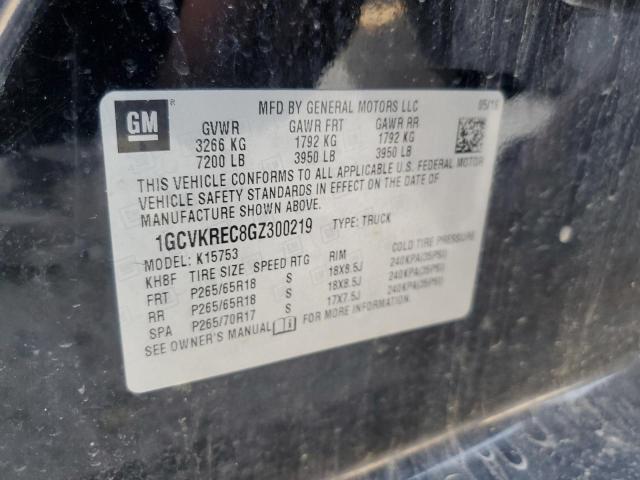 GM ®
MFD BY GENERAL MOTORS LLC 05/16
GVWR GAWR FRT GAWR RR
3266 KG 1792 KG 1792 KG
7200 LB 3950 LB 3950 LB
THIS VEHICLE CONFORMS TO ALL APPLICABLE U.S. FEDERAL MOTOR
VEHICLE SAFETY STANDARDS IN EFFECT ON THE DATE OF
MANUFACTURE SHOWN ABOVE.
1GCVKREC8GZ300219 TYPE: TRUCK
MODEL: K15753
KHBF TIRE SIZE SPEED RTG RIM COLD TIRE PRESSURE
FRT P265/65R18 S 18X8.5J 240KPA(35PSI)
RR P265/65R18 S 18X8.5J 240KPA(35PSI)
SPA P265/70R17 S 17X7.5J 240KPA(35PSI)
SEE OWNER'S MANUAL FOR MORE INFORMATION.